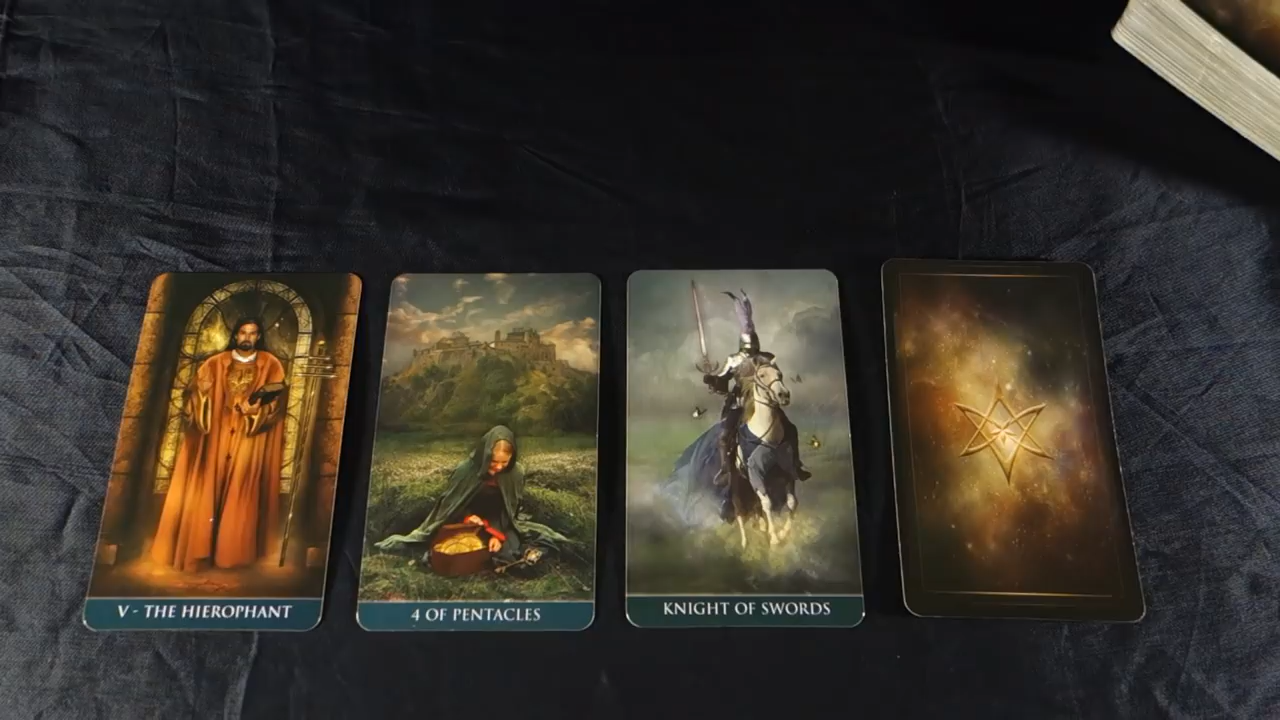 V - THE HIEROPHANT
4 OF PENTACLES
KNIGHT OF SWORDS